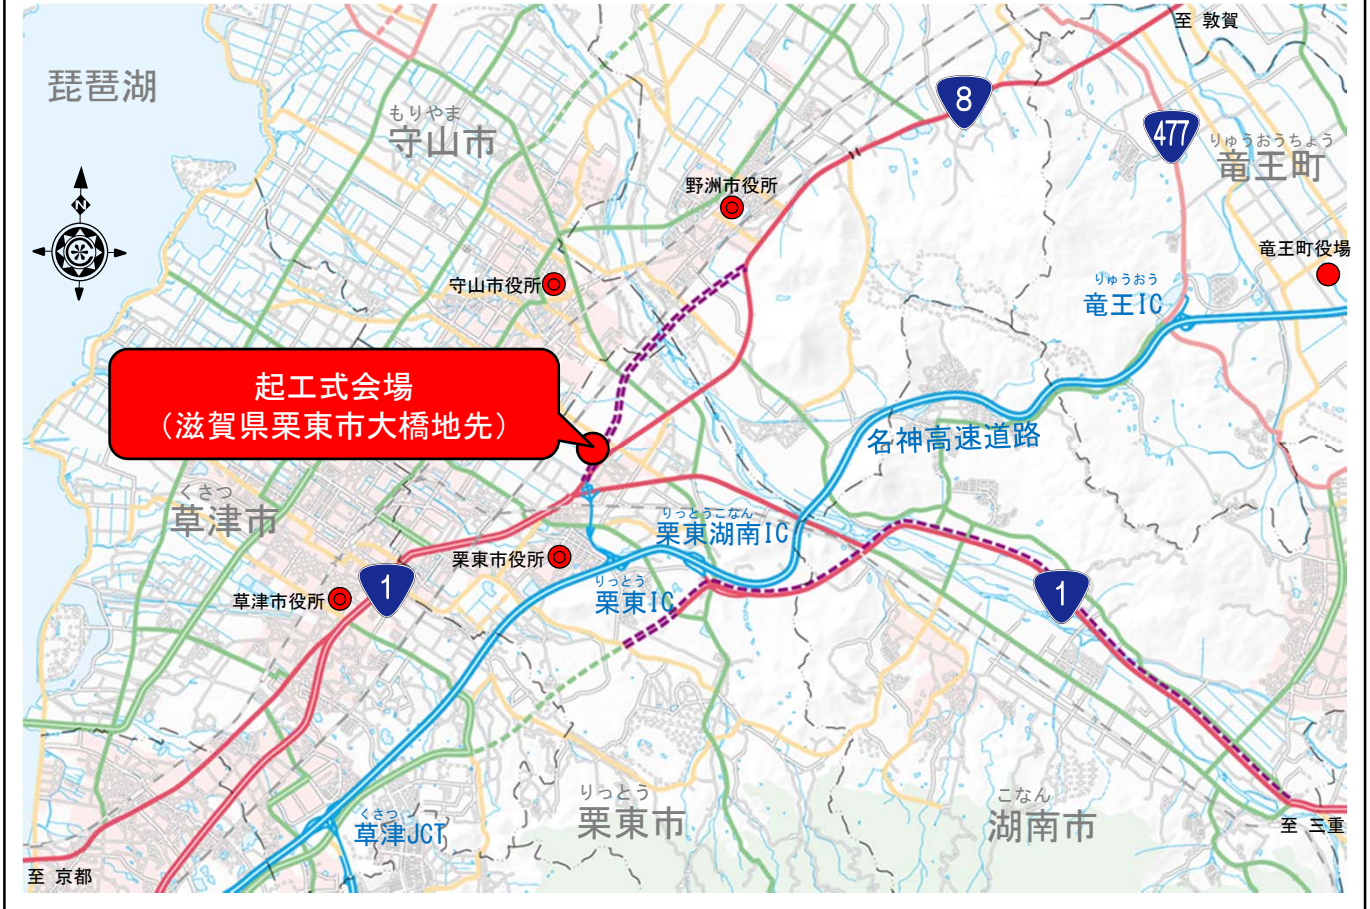 至 敦賀
琵琶湖
8
もりやま
守山市
477
りゅうおうちょう
竜王町
野洲市役所
N
竜王町役場
守山市役所
りゅうおう
竜王IC
起工式会場
（滋賀県栗東市大橋地先）
名神高速道路
くさつ
草津市
りっとうこなん
栗東湖南IC
栗東市役所
りっとう
栗東IC
草津市役所
1
1
りっとう
栗東市
こなん
湖南市
くさつ
草津JCT
至 三重
至 京都